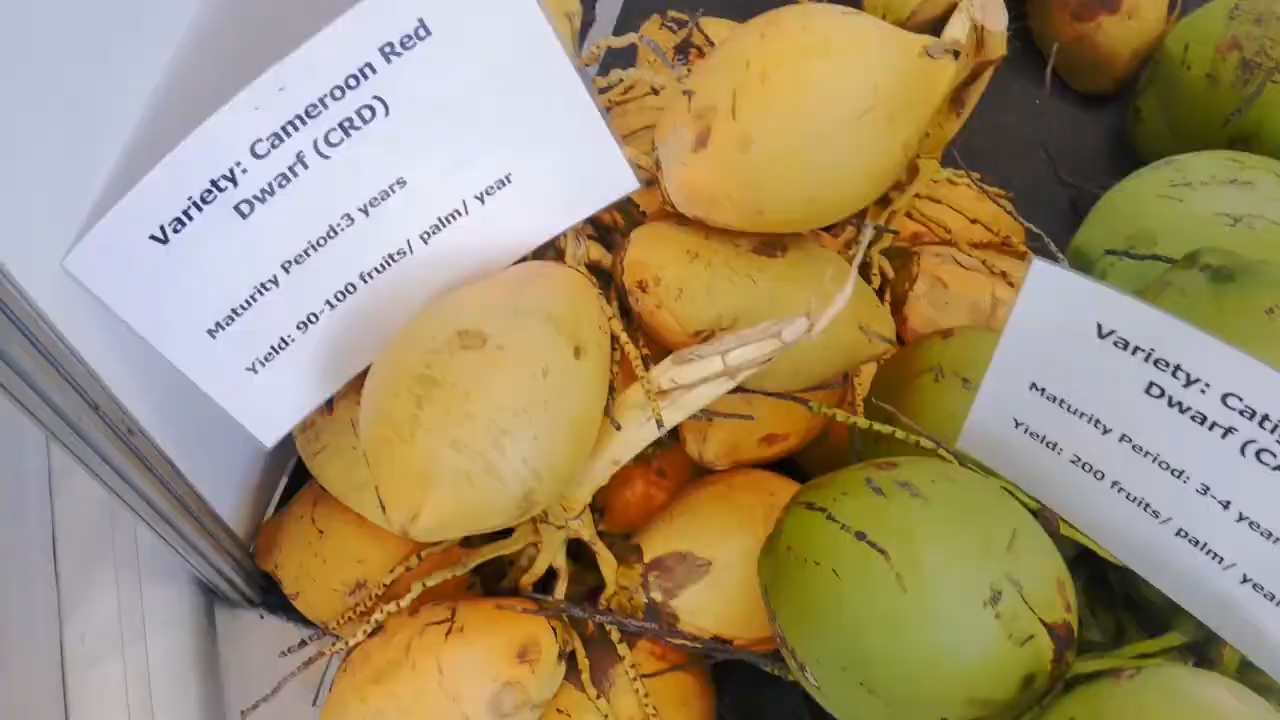 Variety: Cameroon Red
Dwarf (CRD)
Maturity Period:3 years
Yield: 90-100 fruits/ palm/ year
Variety:
Dwarf
Maturity Period: 3-4
Yield: 200 fruits/ palm/